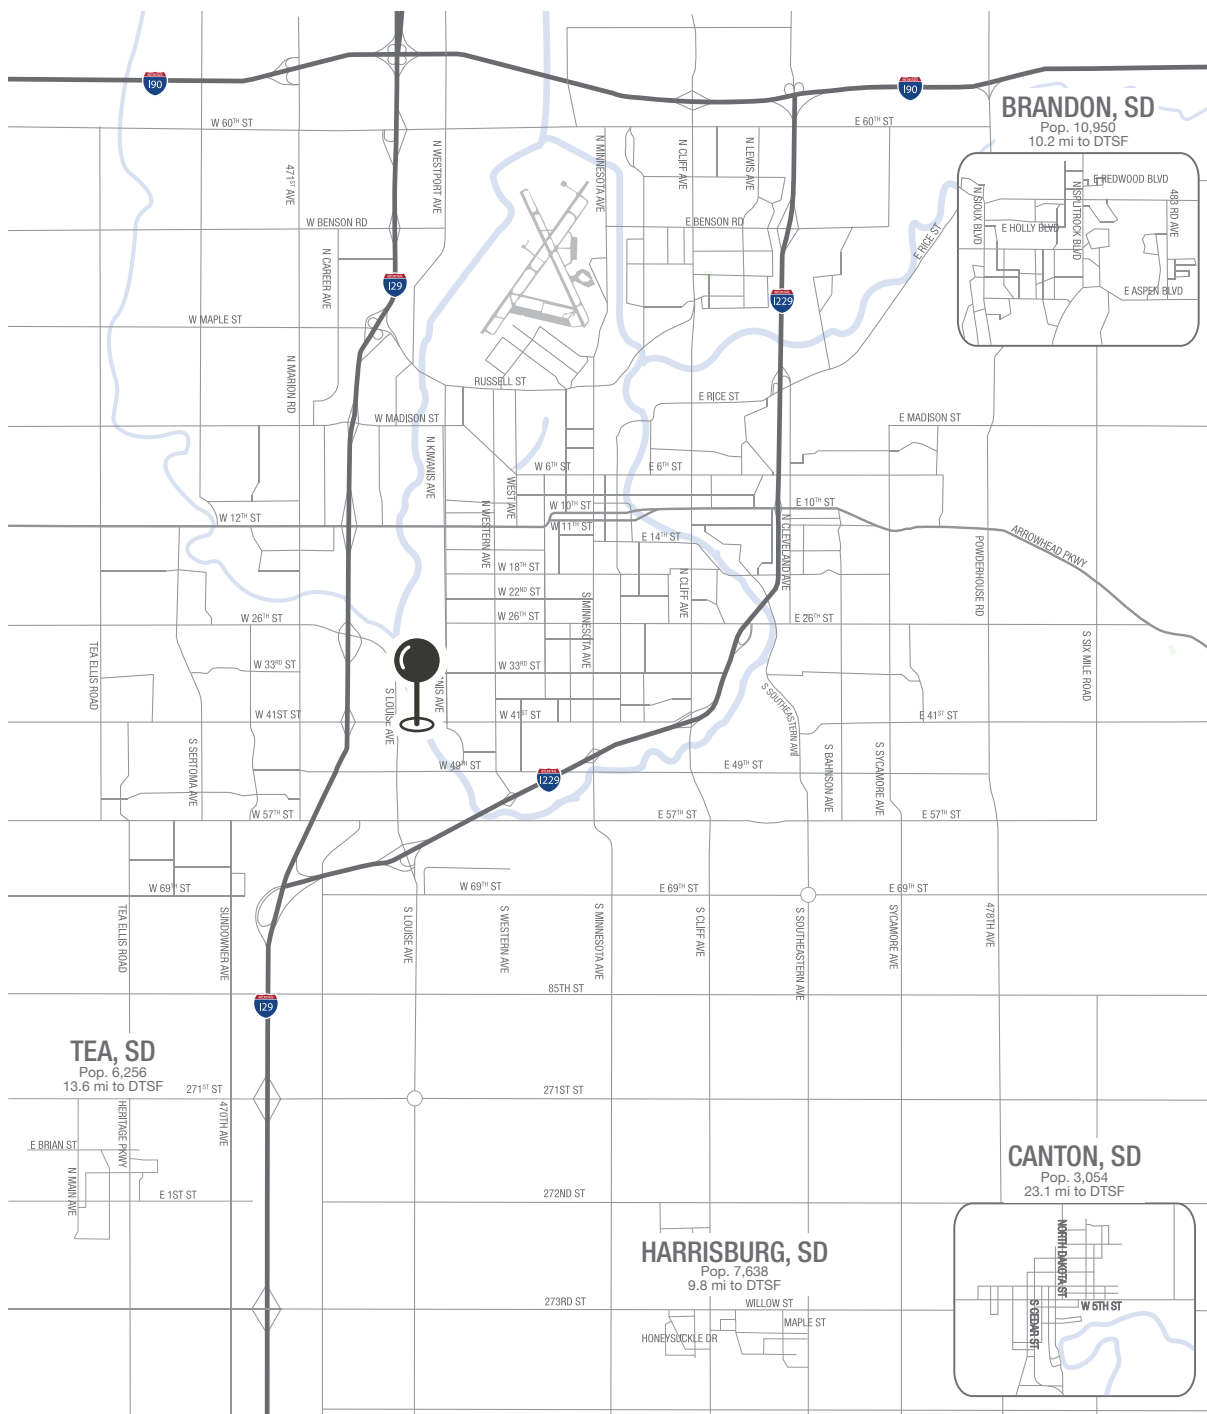 I90
I90
BRANDON, SD
Pop. 10,950
10.2 mi to DTSF
W 60TH ST
E 60TH ST
N MINNESOTA AVE
N CLIFF AVE
N LEWIS AVE
N WESTPORT AVE
471ST AVE
E REDWOOD BLVD
N SIOUX BLVD
N SPLITROCK BLVD
483 RD AVE
E HOLLY BLVD
E ASPEN BLVD
W BENSON RD
E BENSON RD
E RICE ST
N CAREER AVE
I29
I229
W MAPLE ST
N MARION RD
RUSSELL ST
E RICE ST
W MADISON ST
E MADISON ST
N KIWANIS AVE
W 6TH ST
E 6TH ST
WEST AVE
N WESTERN AVE
W 10TH ST
E 10TH ST
W 12TH ST
W 11TH ST
N CLEVELAND AVE
ARROWHEAD PKWY
E 14TH ST
POWDERHOUSE RD
W 18TH ST
N CLIFF AVE
W 22ND ST
S MINNESOTA AVE
W 26TH ST
W 26TH ST
E 26TH ST
TEA ELLIS ROAD
S SIX MILE ROAD
W 33RD ST
W 33RD ST
NIS AVE
S LOUISE AVE
S SOUTHEASTERN AVE
W 41ST ST
W 41ST ST
E 41ST ST
S SERTOMA AVE
S BAHNSON AVE
S SYCAMORE AVE
W 49TH ST
E 49TH ST
I229
W 57TH ST
E 57TH ST
E 57TH ST
W 69TH ST
W 69TH ST
E 69TH ST
E 69TH ST
TEA ELLIS ROAD
SUNDOWNER AVE
S LOUISE AVE
S WESTERN AVE
S MINNESOTA AVE
S CLIFF AVE
S SOUTHEASTERN AVE
SYCAMORE AVE
478TH AVE
85TH ST
I29
TEA, SD
Pop. 6,256
13.6 mi to DTSF
271ST ST
271ST ST
HERITAGE PKWY
470TH AVE
E BRIAN ST
N MAIN AVE
E 1ST ST
272ND ST
CANTON, SD
Pop. 3,054
23.1 mi to DTSF
NORTH DAKOTA ST
S CEDAR ST
W 5TH ST
HARRISBURG, SD
Pop. 7,638
9.8 mi to DTSF
273RD ST
WILLOW ST
MAPLE ST
HONEYSUCKLE DR